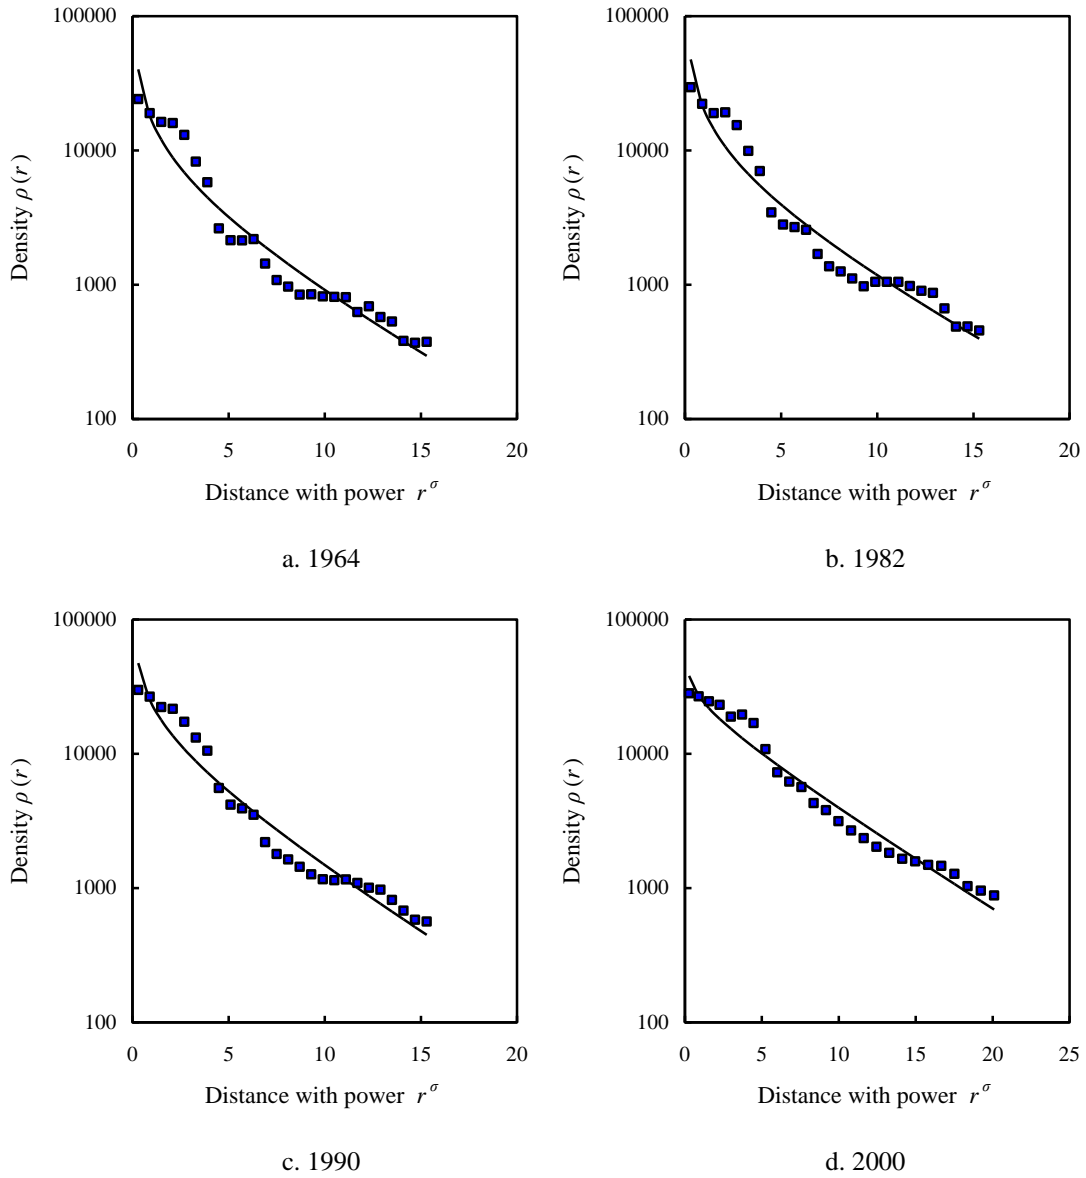 100000
10000
1000
100
0 5 10 15 20
Density ρ (r)
Distance with power r^σ
a. 1964
100000
10000
1000
100
0 5 10 15 20
Density ρ (r)
Distance with power r^σ
b. 1982
100000
10000
1000
100
0 5 10 15 20
Density ρ (r)
Distance with power r^σ
c. 1990
100000
10000
1000
100
0 5 10 15 20 25
Density ρ (r)
Distance with power r^σ
d. 2000